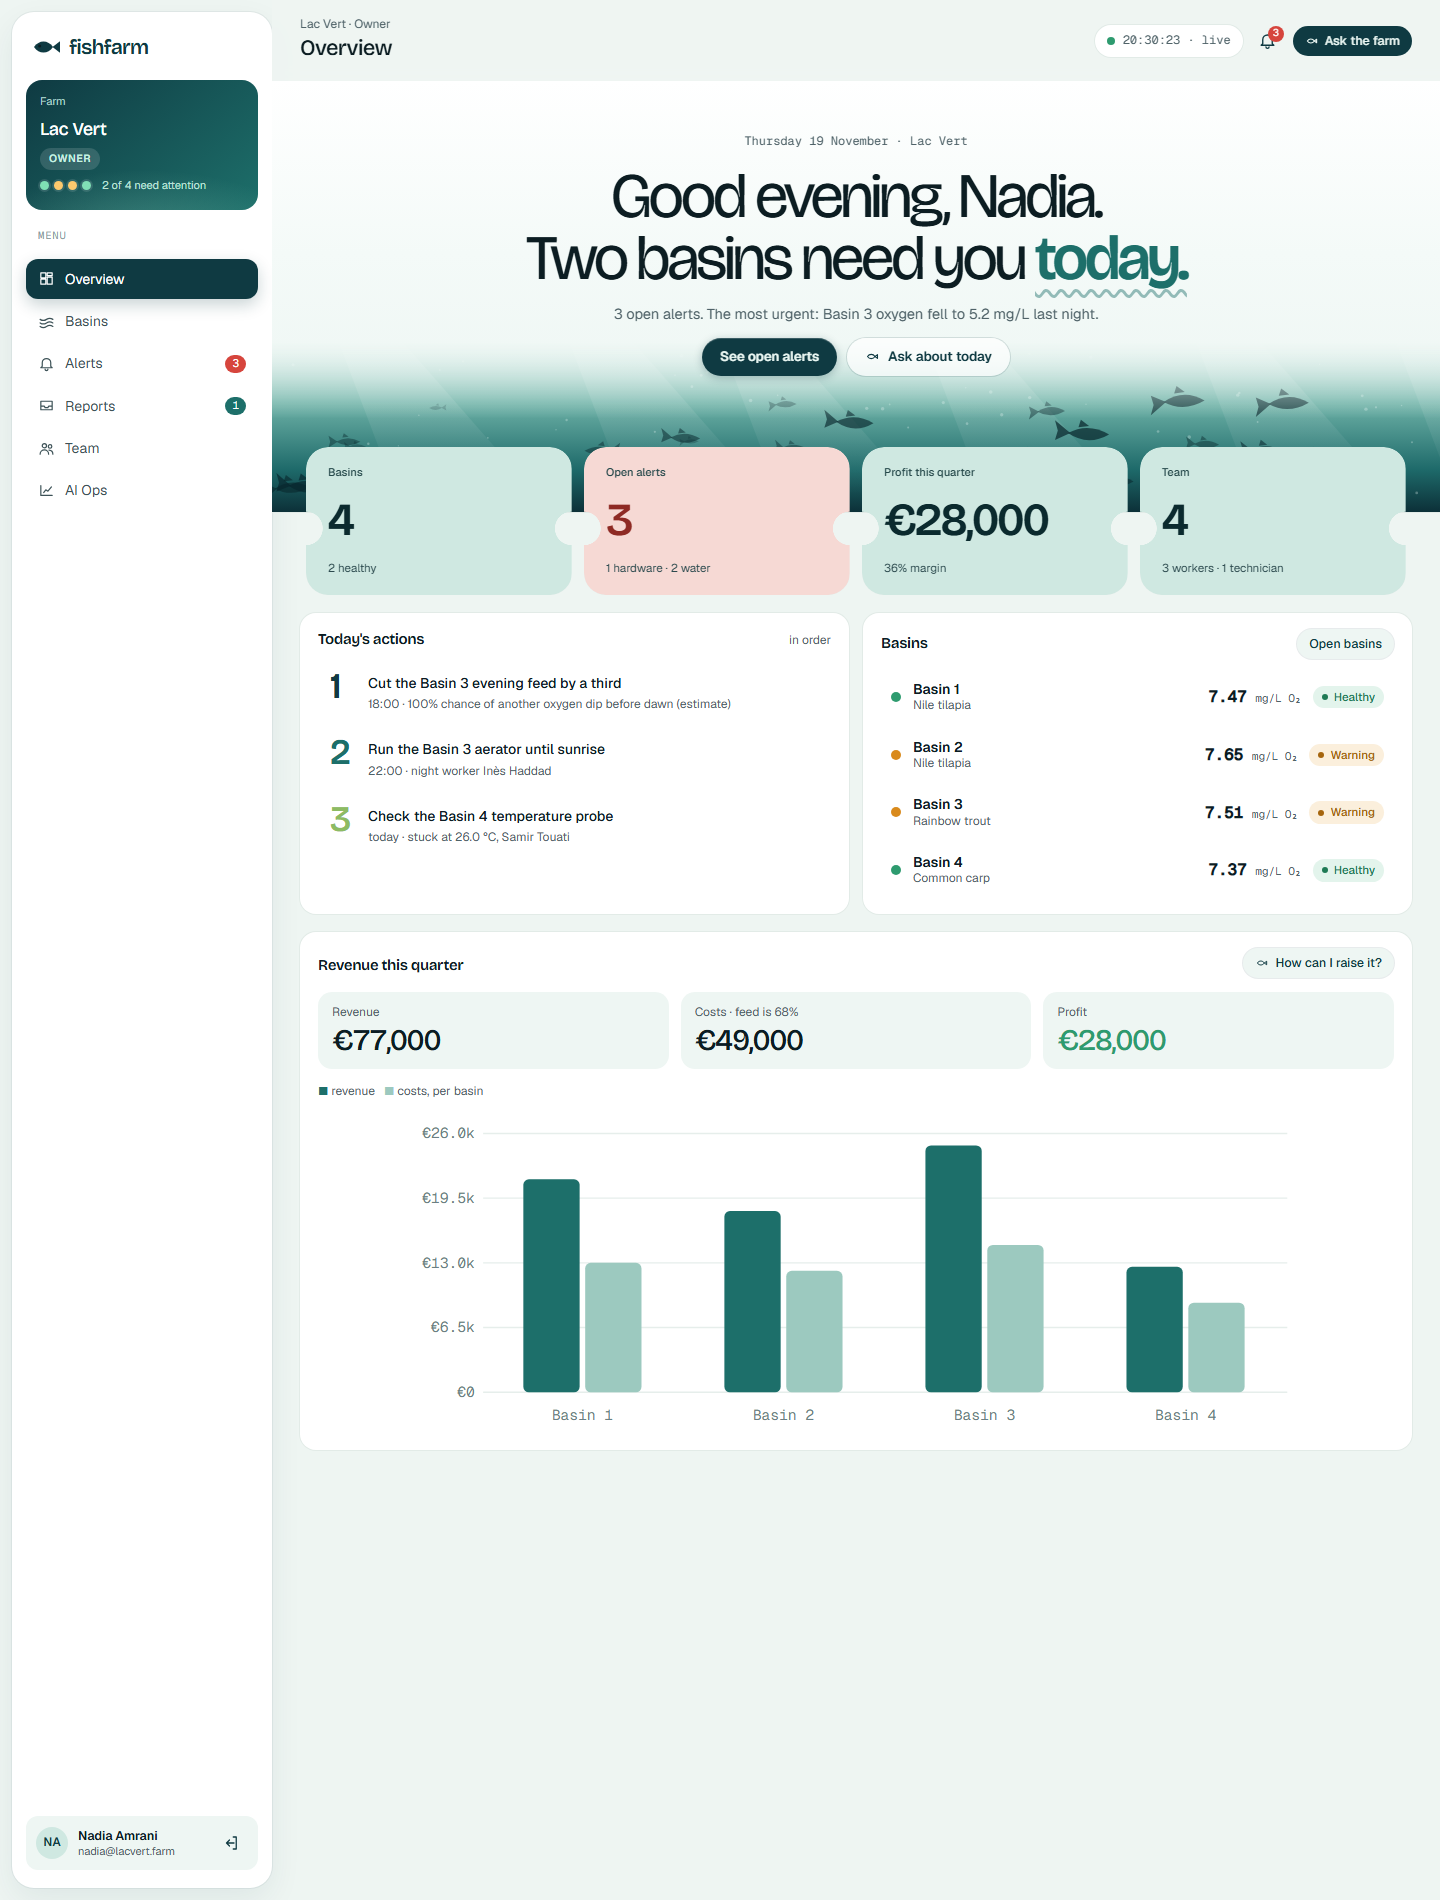 fishfarm
Farm
Lac Vert
OWNER
2 of 4 need attention
MENU
Overview
Basins
Alerts 3
Reports 1
Team
AI Ops
NA
Nadia Amrani
nadia@lacvert.farm
Lac Vert · Owner
Overview
20:30:23 · live
3
Ask the farm
Thursday 19 November · Lac Vert
Good evening, Nadia.
Two basins need you today.
3 open alerts. The most urgent: Basin 3 oxygen fell to 5.2 mg/L last night.
See open alerts
Ask about today
Basins
4
2 healthy
Open alerts
3
1 hardware · 2 water
Profit this quarter
€28,000
36% margin
Team
4
3 workers · 1 technician
Today's actions
in order
1
Cut the Basin 3 evening feed by a third
18:00 · 100% chance of another oxygen dip before dawn (estimate)
2
Run the Basin 3 aerator until sunrise
22:00 · night worker Inès Haddad
3
Check the Basin 4 temperature probe
today · stuck at 26.0 °C, Samir Touati
Basins
Open basins
Basin 1
Nile tilapia
7.47 mg/L O₂
Healthy
Basin 2
Nile tilapia
7.65 mg/L O₂
Warning
Basin 3
Rainbow trout
7.51 mg/L O₂
Warning
Basin 4
Common carp
7.37 mg/L O₂
Healthy
Revenue this quarter
How can I raise it?
Revenue
€77,000
Costs · feed is 68%
€49,000
Profit
€28,000
revenue
costs, per basin
€26.0k
€19.5k
€13.0k
€6.5k
€0
Basin 1
Basin 2
Basin 3
Basin 4